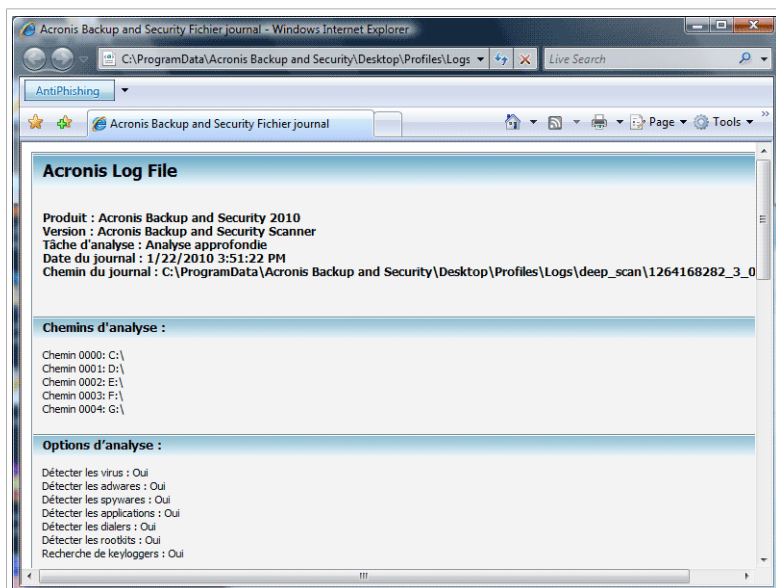 Acronis Backup and Security Fichier journal - Windows Internet Explorer
C:\ProgramData\Acronis Backup and Security\Desktop\Profiles\Logs
Live Search
AntiPhishing
Acronis Backup and Security Fichier journal
Page
Tools
Acronis Log File
Produit : Acronis Backup and Security 2010
Version : Acronis Backup and Security Scanner
Tâche d'analyse : Analyse approfondie
Date du journal : 1/22/2010 3:51:22 PM
Chemin du journal : C:\ProgramData\Acronis Backup and Security\Desktop\Profiles\Logs\deep_scan\1264168282_3_0
Chemins d'analyse :
Chemin 0000: C:\
Chemin 0001: D:\
Chemin 0002: E:\
Chemin 0003: F:\
Chemin 0004: G:\
Options d’analyse :
Détecter les virus : Oui
Détecter les adwares : Oui
Détecter les spywares : Oui
Détecter les applications : Oui
Détecter les dialers : Oui
Détecter les rootkits : Oui
Recherche de keyloggers : Oui